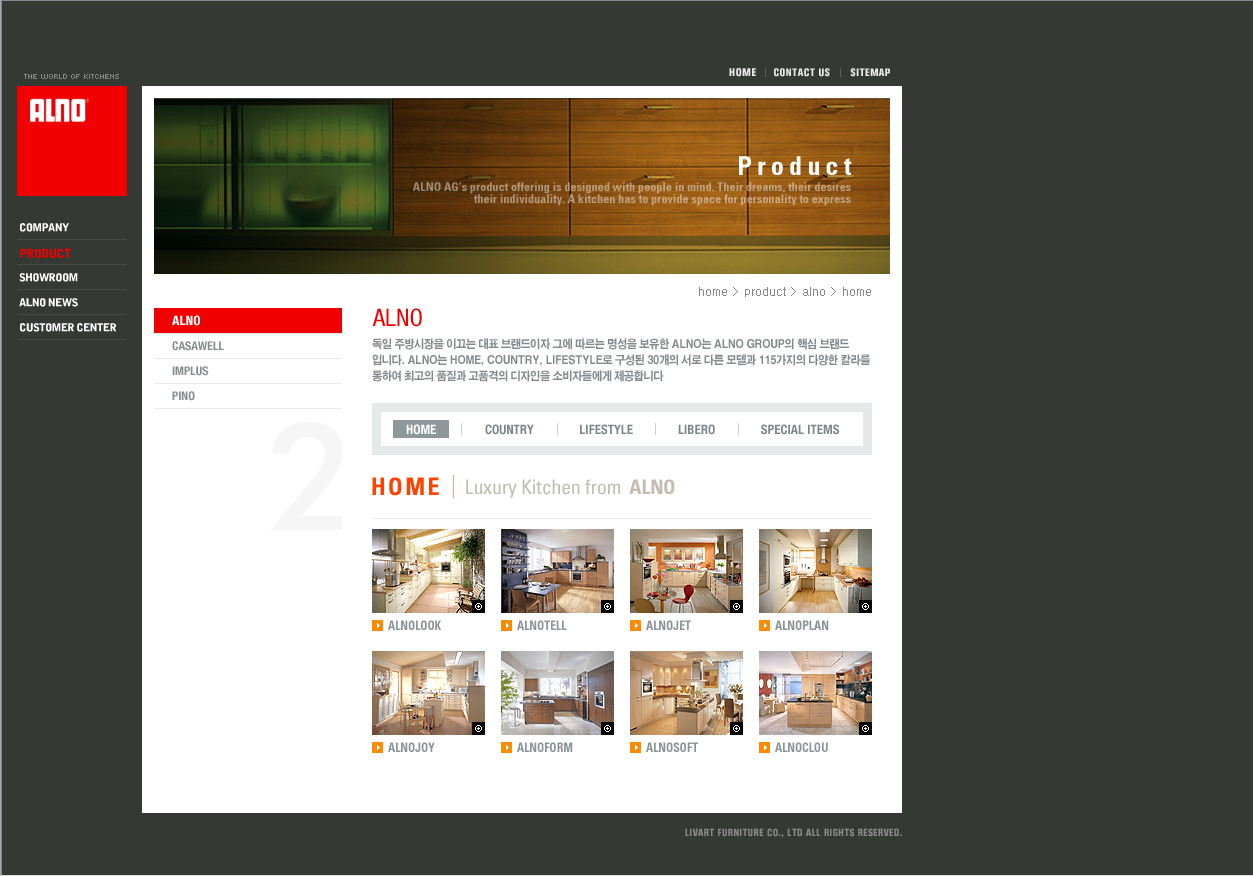 THE WORLD OF KITCHENS
ALNO
HOME
CONTACT US
SITEMAP
COMPANY
PRODUCT
SHOWROOM
ALNO NEWS
CUSTOMER CENTER
Product
ALNO AG's product offering is designed with people in mind. Their dreams, their desires
their individuality. A kitchen has to provide space for personality to express
home > product > alno > home
ALNO
CASAWELL
IMPLUS
PINO
2
ALNO
독일 주방시장을 이끄는 대표 브랜드이자 그에 따르는 명성을 보유한 ALNO는 ALNO GROUP의 핵심 브랜드
입니다. ALNO는 HOME, COUNTRY, LIFESTYLE로 구성된 30개의 서로 다른 모델과 115가지의 다양한 칼라를
통하여 최고의 품질과 고품격의 디자인을 소비자들에게 제공합니다
HOME
COUNTRY
LIFESTYLE
LIBERO
SPECIAL ITEMS
HOME | Luxury Kitchen from ALNO
ALNOLOOK
ALNOTELL
ALNOJET
ALNOPLAN
ALNOJOY
ALNOFORM
ALNOSOFT
ALNOCLOU
LIVART FURNITURE CO., LTD ALL RIGHTS RESERVED.